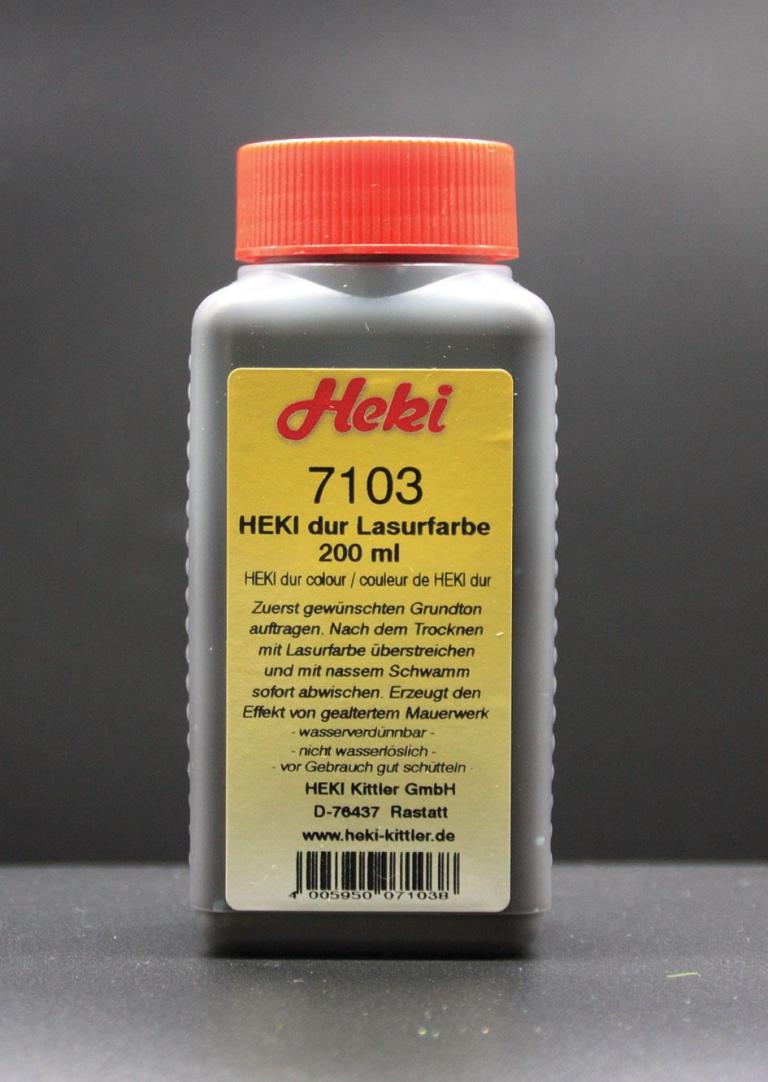 Heki
7103
HEKI dur Lasurfarbe
200 ml
HEKI dur colour / couleur de HEKI dur
Zuerst gewünschten Grundton
auftragen. Nach dem Trocknen
mit Lasurfarbe überstreichen
und mit nassem Schwamm
sofort abwischen. Erzeugt den
Effekt von gealtertem Mauerwerk
- wasserverdünnbar -
- nicht wasserlöslich -
- vor Gebrauch gut schütteln -
HEKI Kittler GmbH
D-76437 Rastatt
www.heki-kittler.de
4 005950 071038